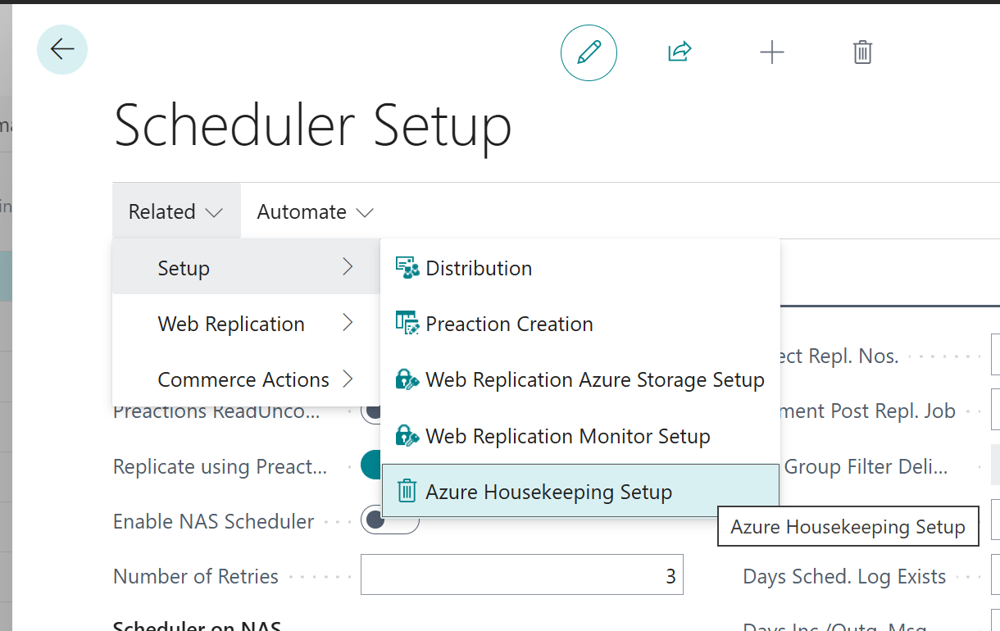 Scheduler Setup
Related Automate
Setup
Web Replication
Commerce Actions
Distribution
Preaction Creation
Web Replication Azure Storage Setup
Web Replication Monitor Setup
Azure Housekeeping Setup
Azure Housekeeping Setup
Preactions ReadUnco...
Replicate using Preact...
Enable NAS Scheduler
Number of Retries 3
Scheduler on NAS
Repl. Nos.
Post Repl. Job
Group Filter Deli...
Days Sched. Log Exists
Days Inc./Outg. Msg.